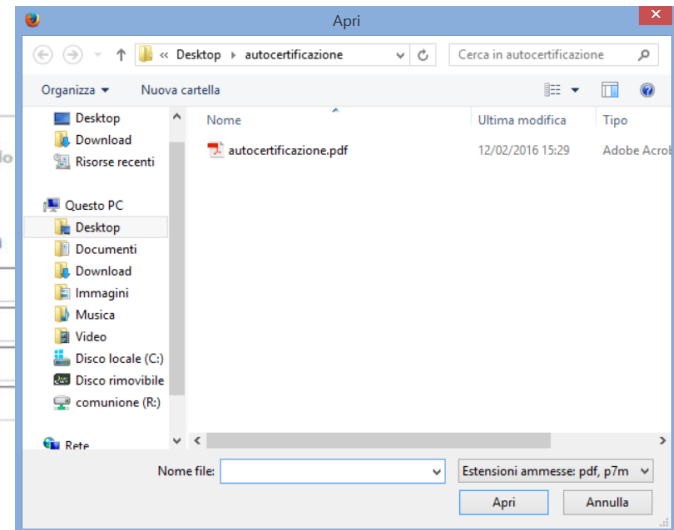 Apri
« Desktop autocertificazione Cerca in autocertificazione
Organizza Nuova cartella
Desktop
Download
Risorse recenti
Questo PC
Desktop
Documenti
Download
Immagini
Musica
Video
Disco locale (C:)
Disco rimovibile
comunione (R:)
Rete
Nome Ultima modifica Tipo
autocertificazione.pdf 12/02/2016 15:29 Adobe Acrob
Nome file: Estensioni ammesse: pdf, p7m
Apri Annulla